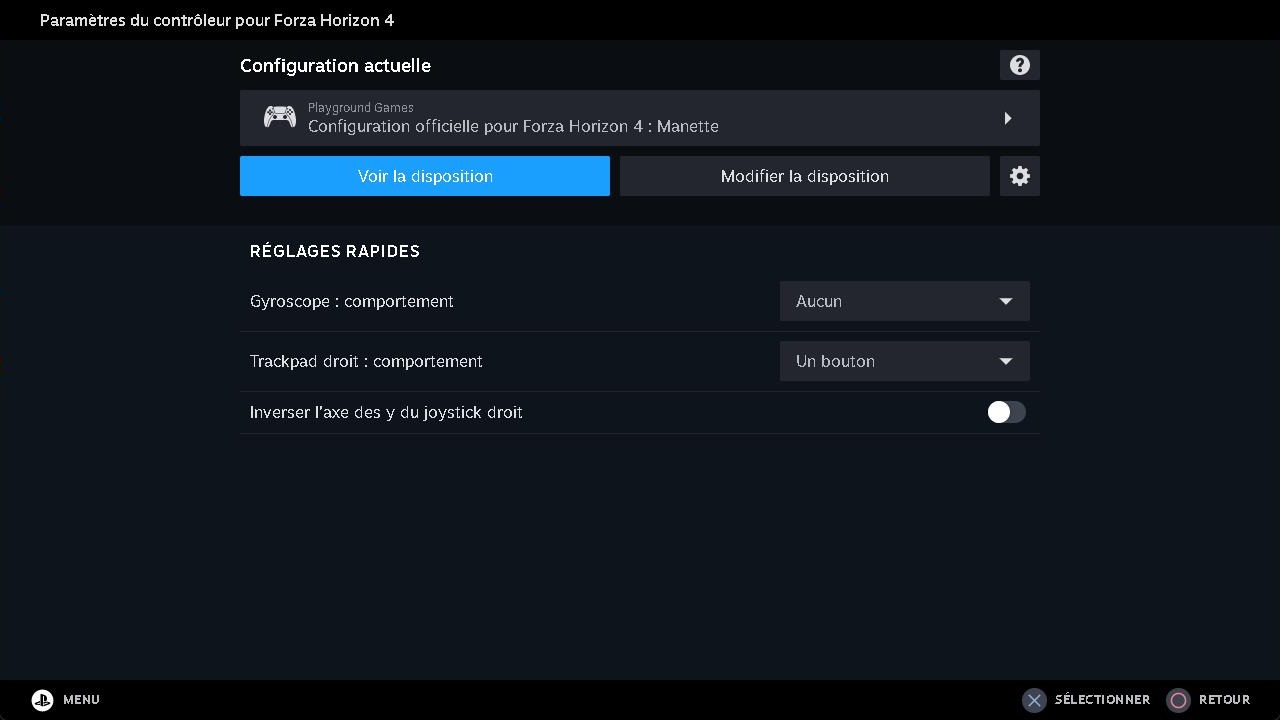 Paramètres du contrôleur pour Forza Horizon 4
Configuration actuelle
Playground Games
Configuration officielle pour Forza Horizon 4 : Manette
Voir la disposition
Modifier la disposition
RÉGLAGES RAPIDES
Gyroscope : comportement
Aucun
Trackpad droit : comportement
Un bouton
Inverser l'axe des y du joystick droit
MENU
SÉLECTIONNER
RETOUR